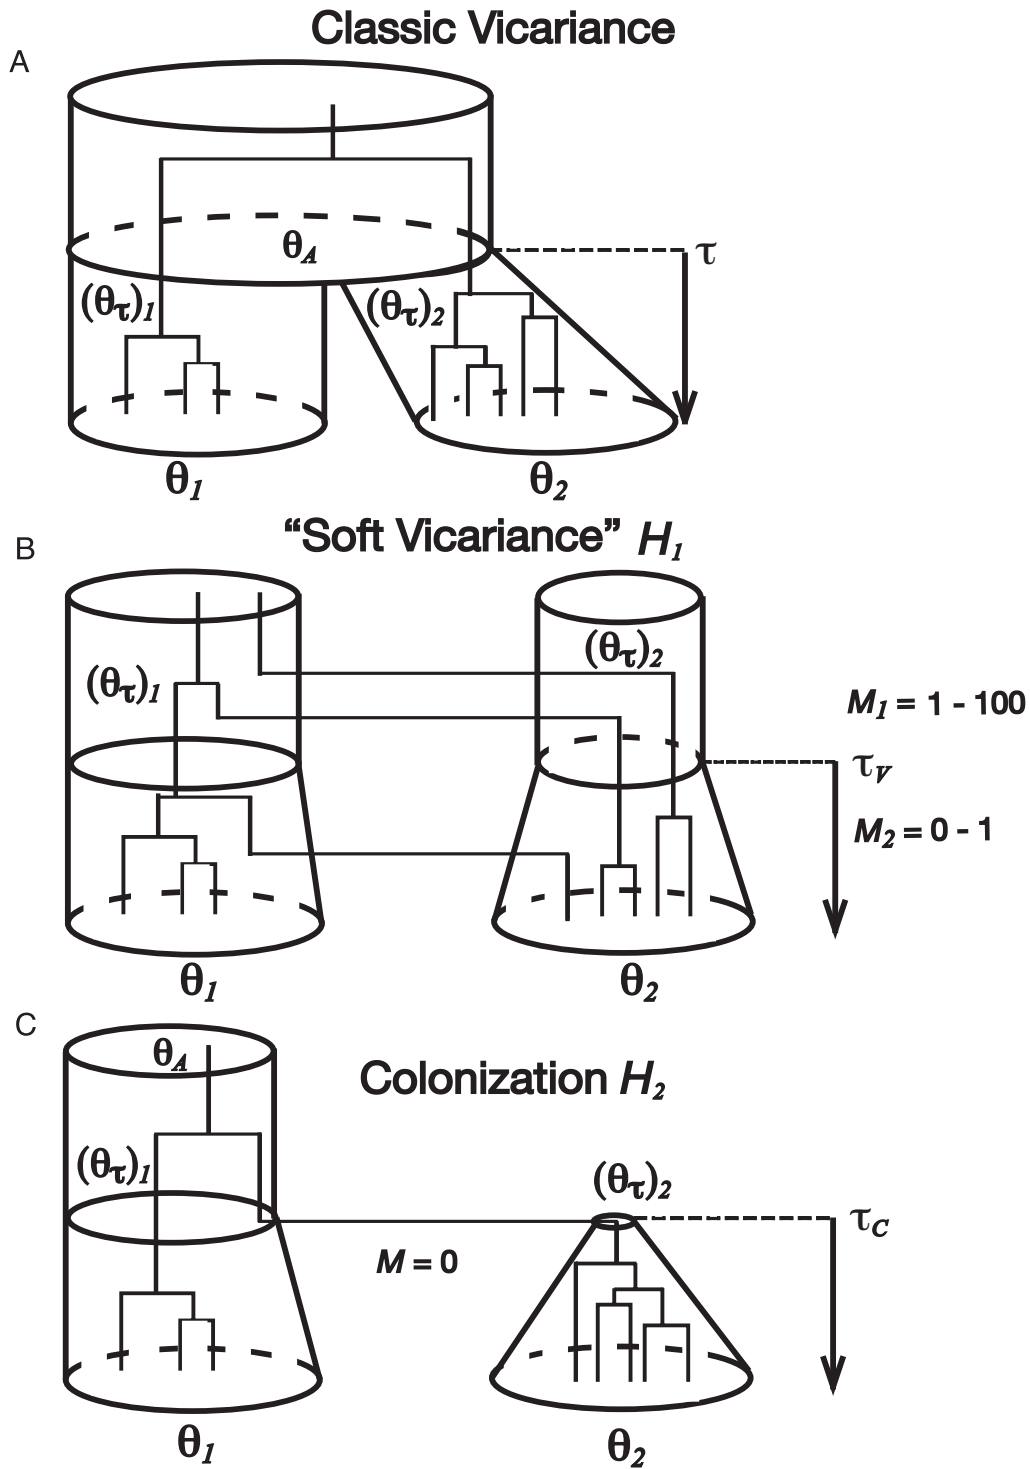 Classic Vicariance
A
θA
τ
(θτ)1
(θτ)2
θ1
θ2
“Soft Vicariance” H1
B
(θτ)2
(θτ)1
M1 = 1 - 100
τV
M2 = 0 - 1
θ1
θ2
C
θA
Colonization H2
(θτ)1
(θτ)2
τC
M = 0
θ1
θ2